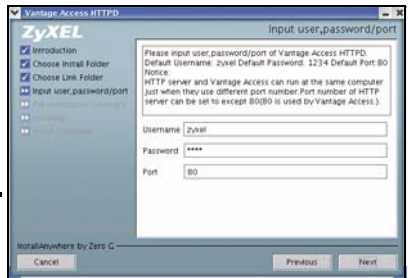 Vantage Access HTTPD
ZyXEL
Input user,password/port
Introduction
Choose Install Folder
Choose Link Folder
Input user,password/port
Please input user,password/port of Vantage Access HTTPD.
Default Username: zyxel Default Password: 1234 Default Port:80
Notice:
HTTP server and Vantage Access can run at the same computer
just when they use different port number.Port number of HTTP
server can be set to except 80(80 is used by Vantage Access.).
Username zyxel
Password ****
Port 80
InstallAnywhere by Zero G
Cancel
Previous
Next